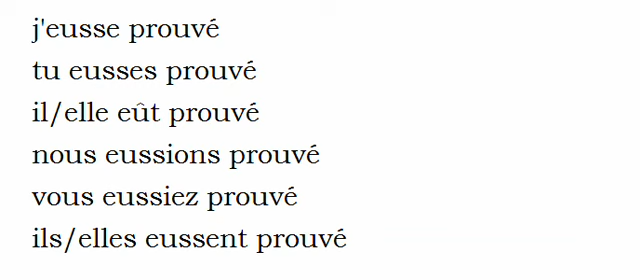 j'eusse prouvé
tu eusses prouvé
il/elle eût prouvé
nous eussions prouvé
vous eussiez prouvé
ils/elles eussent prouvé